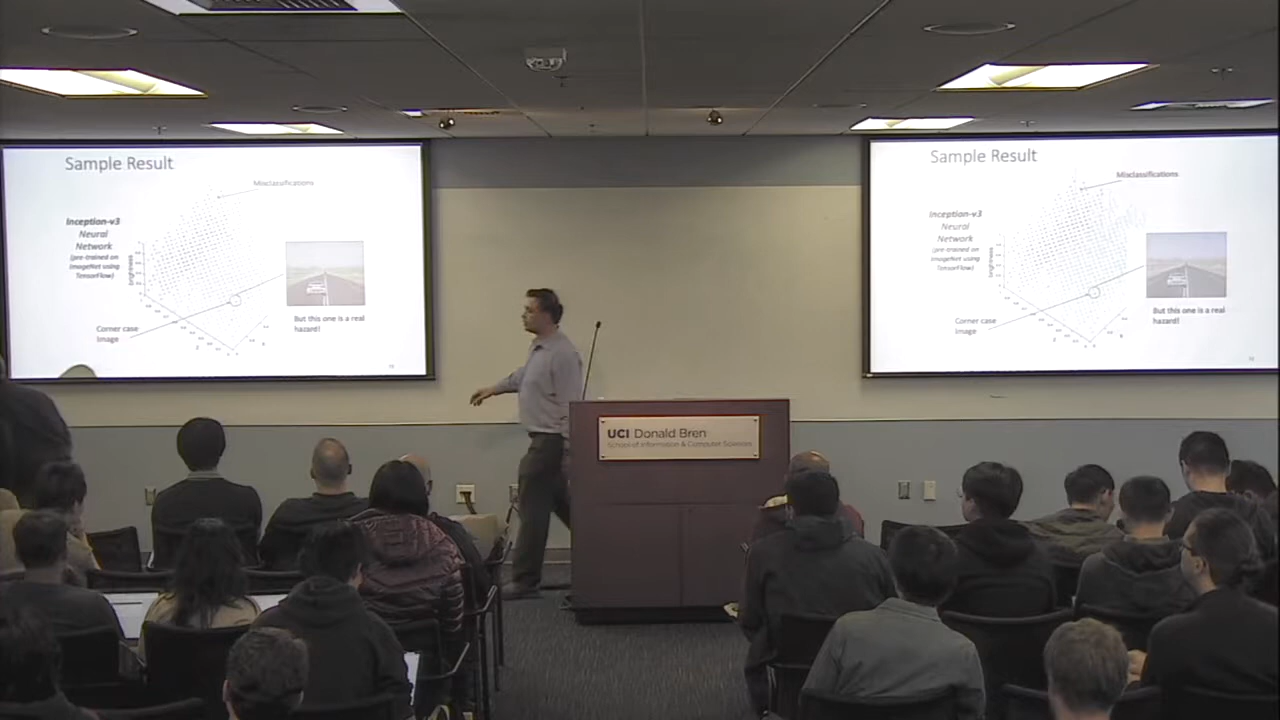 Sample Result
Misclassifications
Inception-v3
Neural
Network
(pre-trained on
ImageNet using
TensorFlow)
brightness
Corner case
Image
But this one is a real
hazard!
Sample Result
Misclassifications
Inception-v3
Neural
Network
(pre-trained on
ImageNet using
TensorFlow)
brightness
Corner case
Image
But this one is a real
hazard!
UCI Donald Bren
School of Information & Computer Sciences